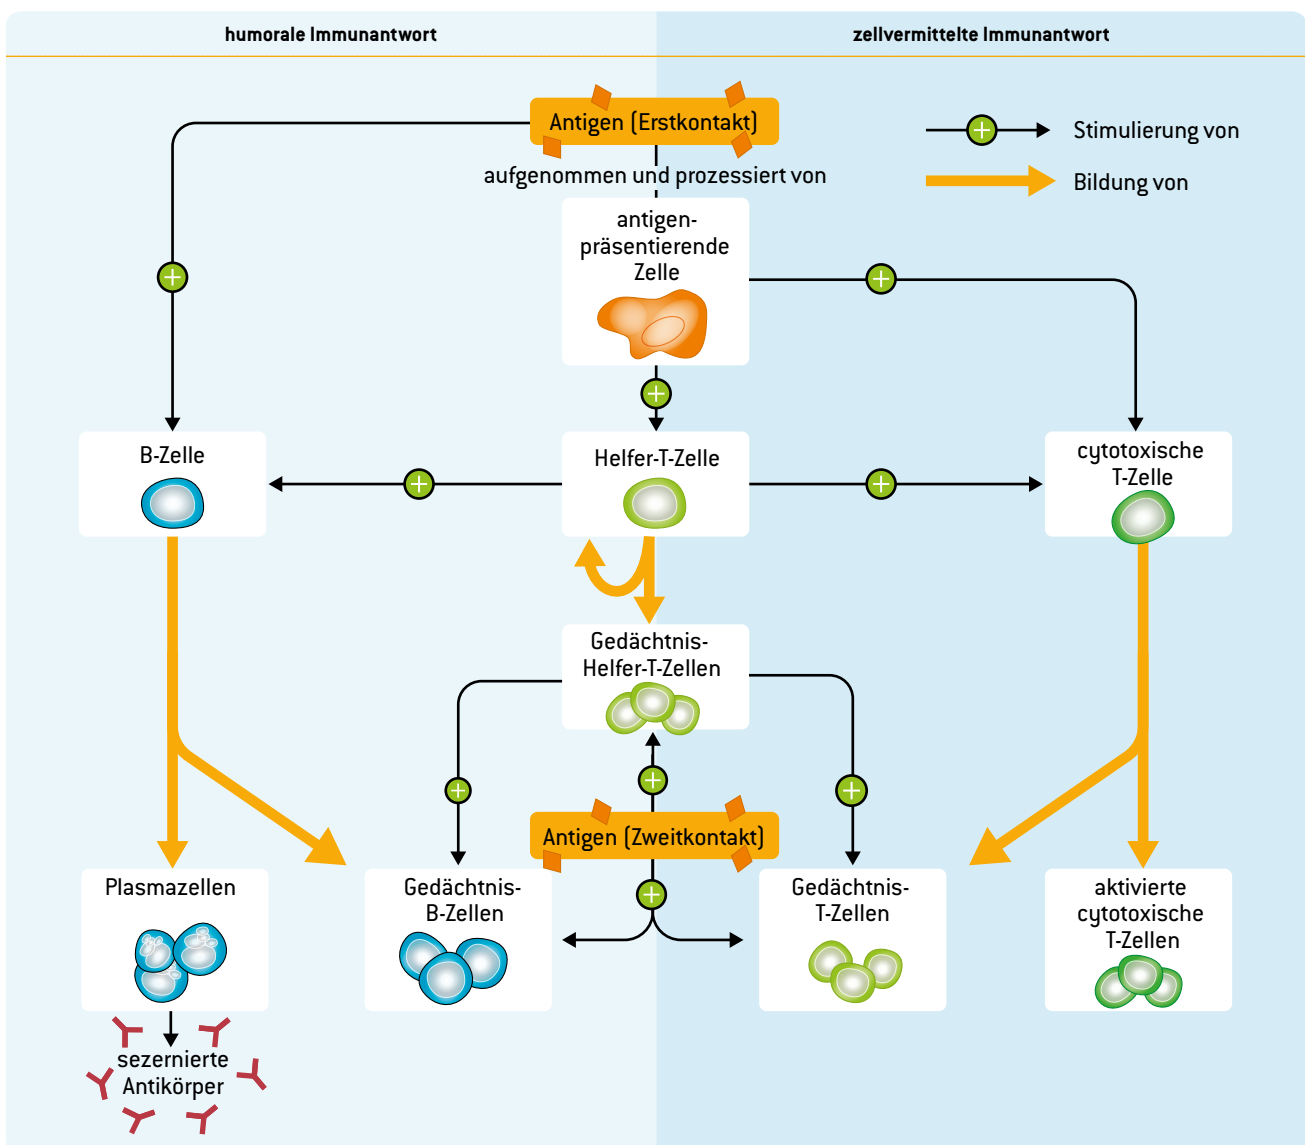 humorale Immunantwort
zellvermittelte Immunantwort
Antigen (Erstkontakt)
Stimulierung von
aufgenommen und prozessiert von
Bildung von
antigen-
präsentierende
Zelle
B-Zelle
Helfer-T-Zelle
cytotoxische
T-Zelle
Gedächtnis-
Helfer-T-Zellen
Antigen (Zweitkontakt)
Plasmazellen
Gedächtnis-
B-Zellen
Gedächtnis-
T-Zellen
aktivierte
cytotoxische
T-Zellen
sezernierte
Antikörper